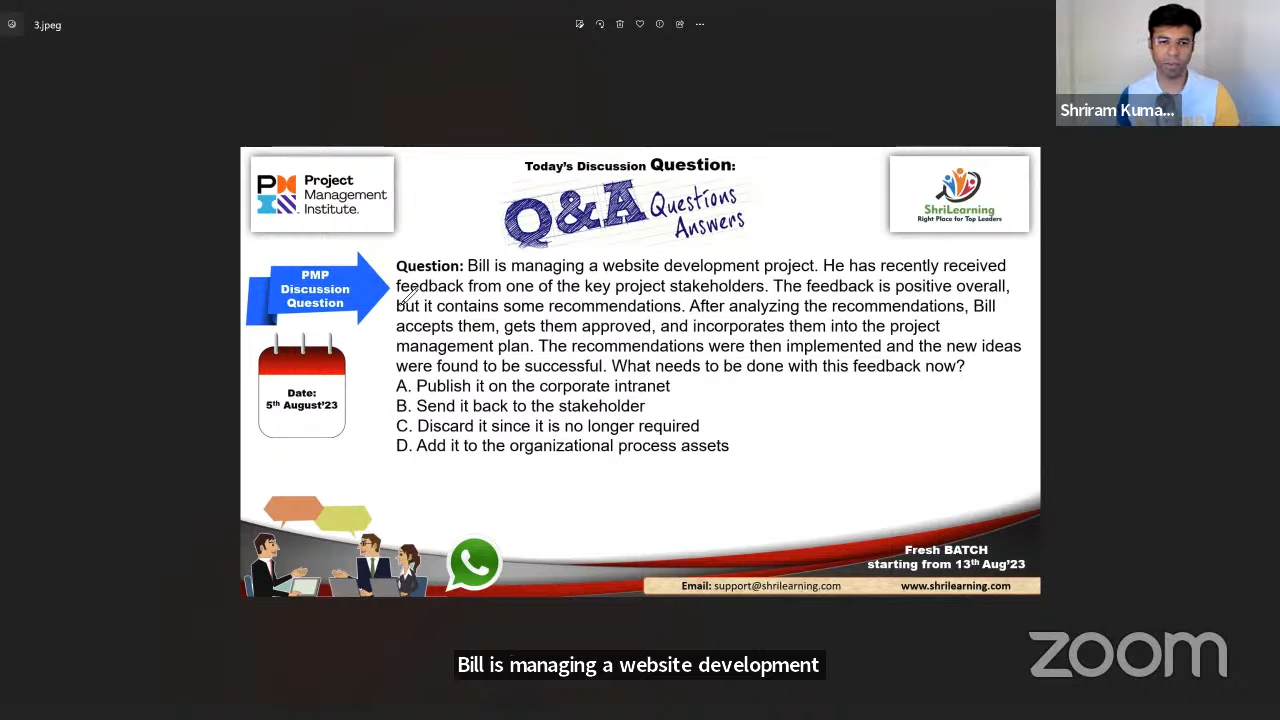 3.jpeg
Shriram Kuma...
Project
Management
Institute.
Today's Discussion Question:
Q&A Questions
Answers
ShriLearning
Right Place for Top Leaders
PMP
Discussion
Question
Date:
5th August'23
Question: Bill is managing a website development project. He has recently received
feedback from one of the key project stakeholders. The feedback is positive overall,
but it contains some recommendations. After analyzing the recommendations, Bill
accepts them, gets them approved, and incorporates them into the project
management plan. The recommendations were then implemented and the new ideas
were found to be successful. What needs to be done with this feedback now?
A. Publish it on the corporate intranet
B. Send it back to the stakeholder
C. Discard it since it is no longer required
D. Add it to the organizational process assets
Fresh BATCH
starting from 13th Aug'23
Email: support@shrilearning.com www.shrilearning.com
Bill is managing a website development
zoom